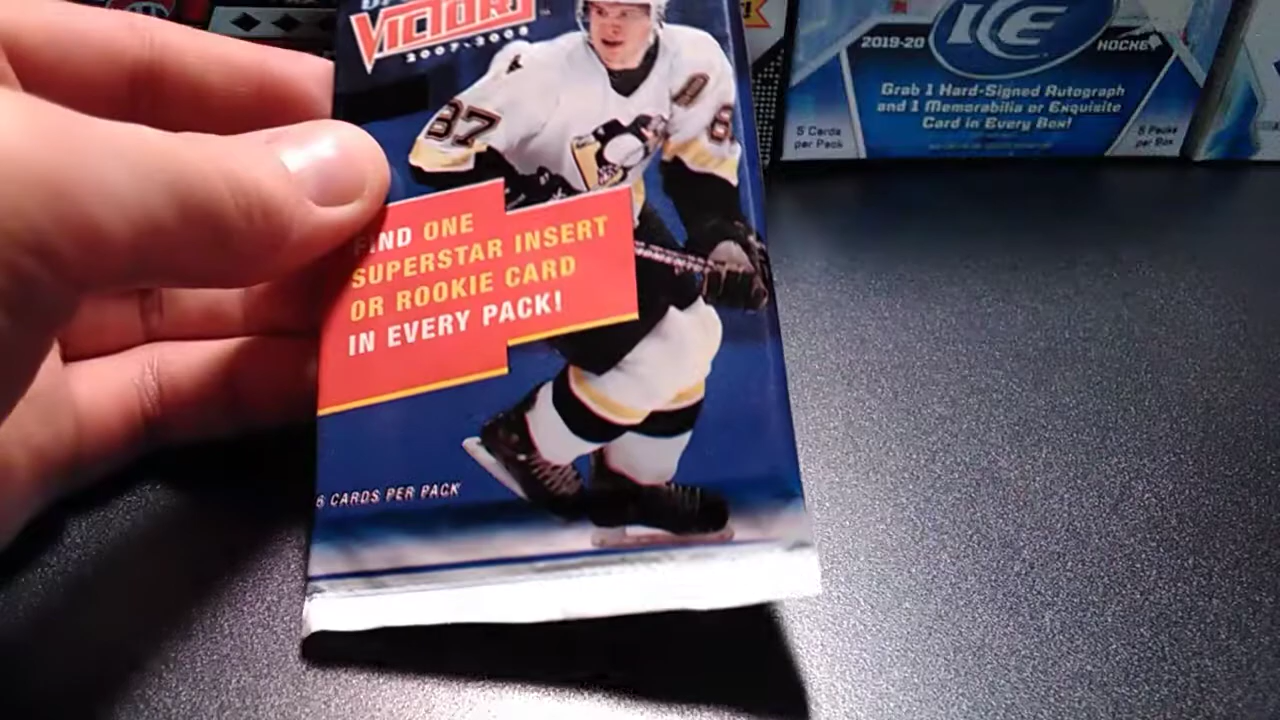 VICTORY
2007-2008
87
8
FIND ONE
SUPERSTAR INSERT
OR ROOKIE CARD
IN EVERY PACK!
6 CARDS PER PACK
ICE
2019-20
HOCKEY
Grab 1 Hard-Signed Autograph
and 1 Memorabilia or Exquisite
Card in Every Box!
5 Cards
per Pack
5 Packs
per Box